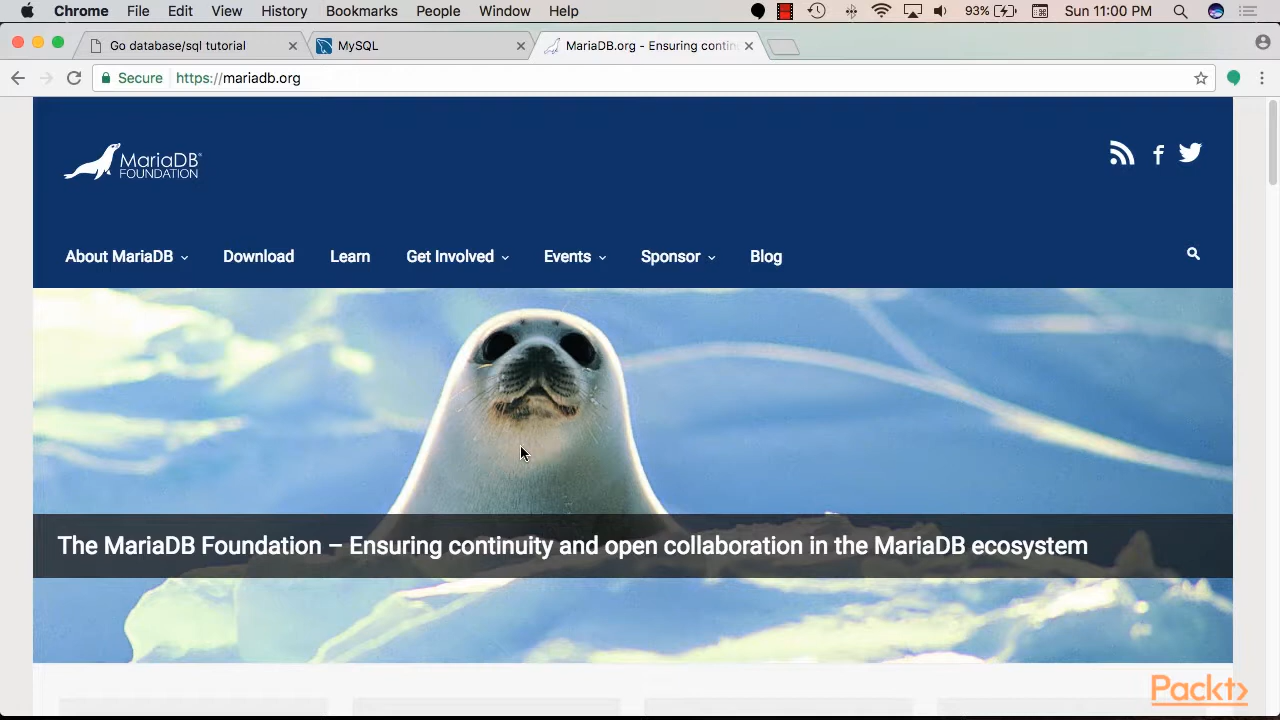 Chrome File Edit View History Bookmarks People Window Help 93% Sun 11:00 PM
Go database/sql tutorial MySQL MariaDB.org - Ensuring contin
Secure https://mariadb.org
MariaDB
FOUNDATION
About MariaDB Download Learn Get Involved Events Sponsor Blog
The MariaDB Foundation – Ensuring continuity and open collaboration in the MariaDB ecosystem
Packt